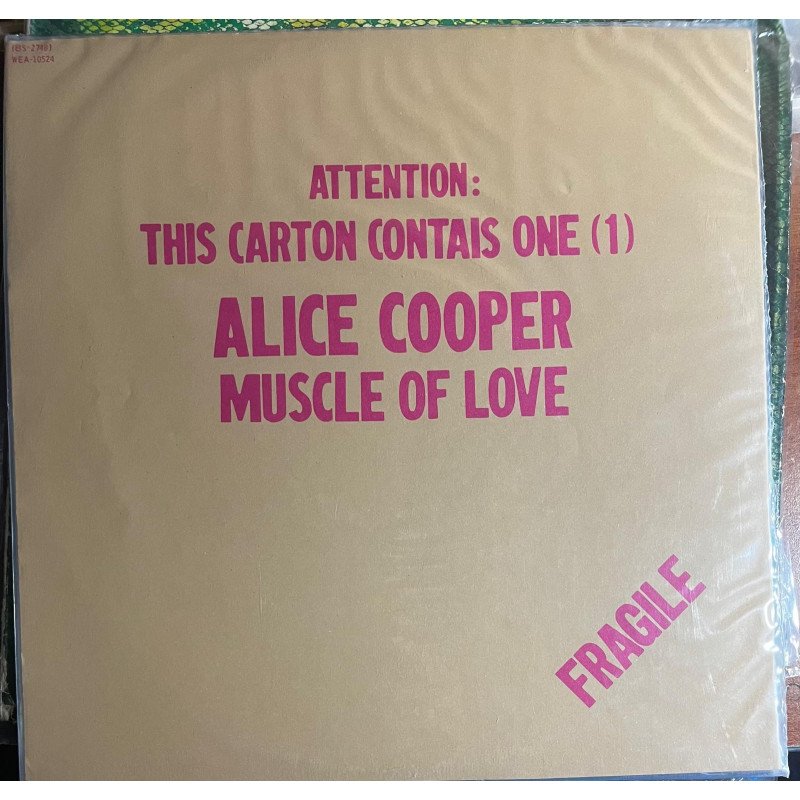 (BS-2748)
WEA-10524
ATTENTION:
THIS CARTON CONTAIS ONE (1)
ALICE COOPER
MUSCLE OF LOVE
FRAGILE